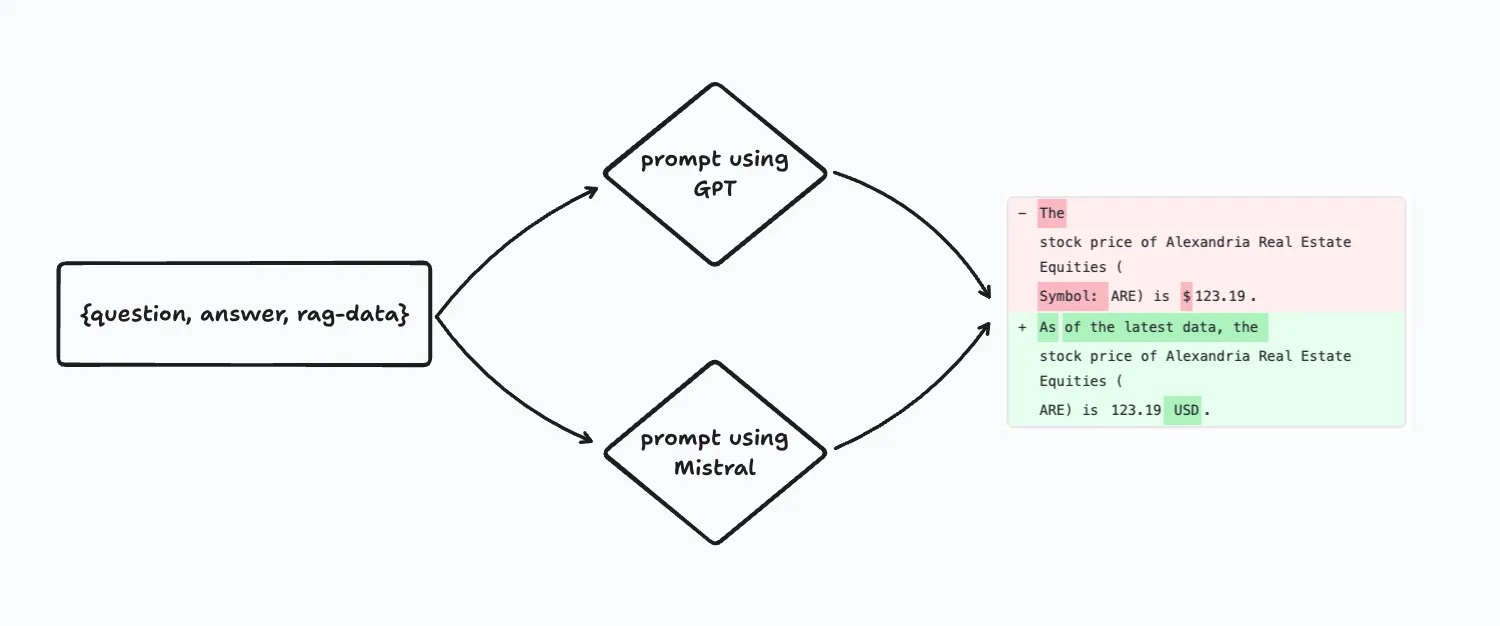 {question, answer, rag-data}
prompt using
GPT
prompt using
Mistral
- The
stock price of Alexandria Real Estate
Equities (
Symbol: ARE) is $123.19.
+ As of the latest data, the
stock price of Alexandria Real Estate
Equities (
ARE) is 123.19 USD.